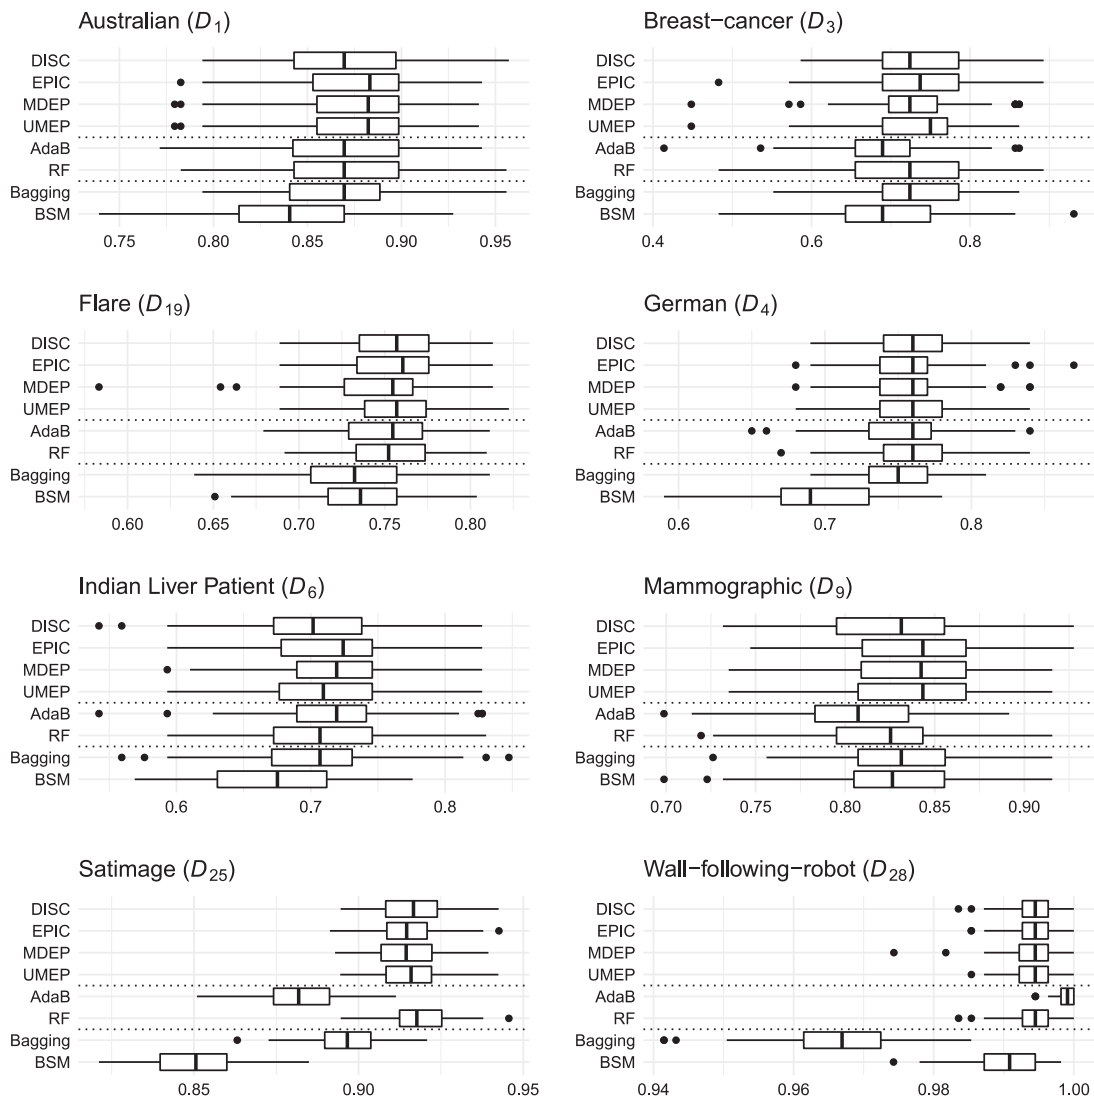 Australian (D1)
DISC
EPIC
MDEP
UMEP
AdaB
RF
Bagging
BSM
0.75 0.80 0.85 0.90 0.95
Breast−cancer (D3)
DISC
EPIC
MDEP
UMEP
AdaB
RF
Bagging
BSM
0.4 0.6 0.8
Flare (D19)
DISC
EPIC
MDEP
UMEP
AdaB
RF
Bagging
BSM
0.60 0.65 0.70 0.75 0.80
German (D4)
DISC
EPIC
MDEP
UMEP
AdaB
RF
Bagging
BSM
0.6 0.7 0.8
Indian Liver Patient (D6)
DISC
EPIC
MDEP
UMEP
AdaB
RF
Bagging
BSM
0.6 0.7 0.8
Mammographic (D9)
DISC
EPIC
MDEP
UMEP
AdaB
RF
Bagging
BSM
0.70 0.75 0.80 0.85 0.90
Satimage (D25)
DISC
EPIC
MDEP
UMEP
AdaB
RF
Bagging
BSM
0.85 0.90 0.95
Wall−following−robot (D28)
DISC
EPIC
MDEP
UMEP
AdaB
RF
Bagging
BSM
0.94 0.96 0.98 1.00